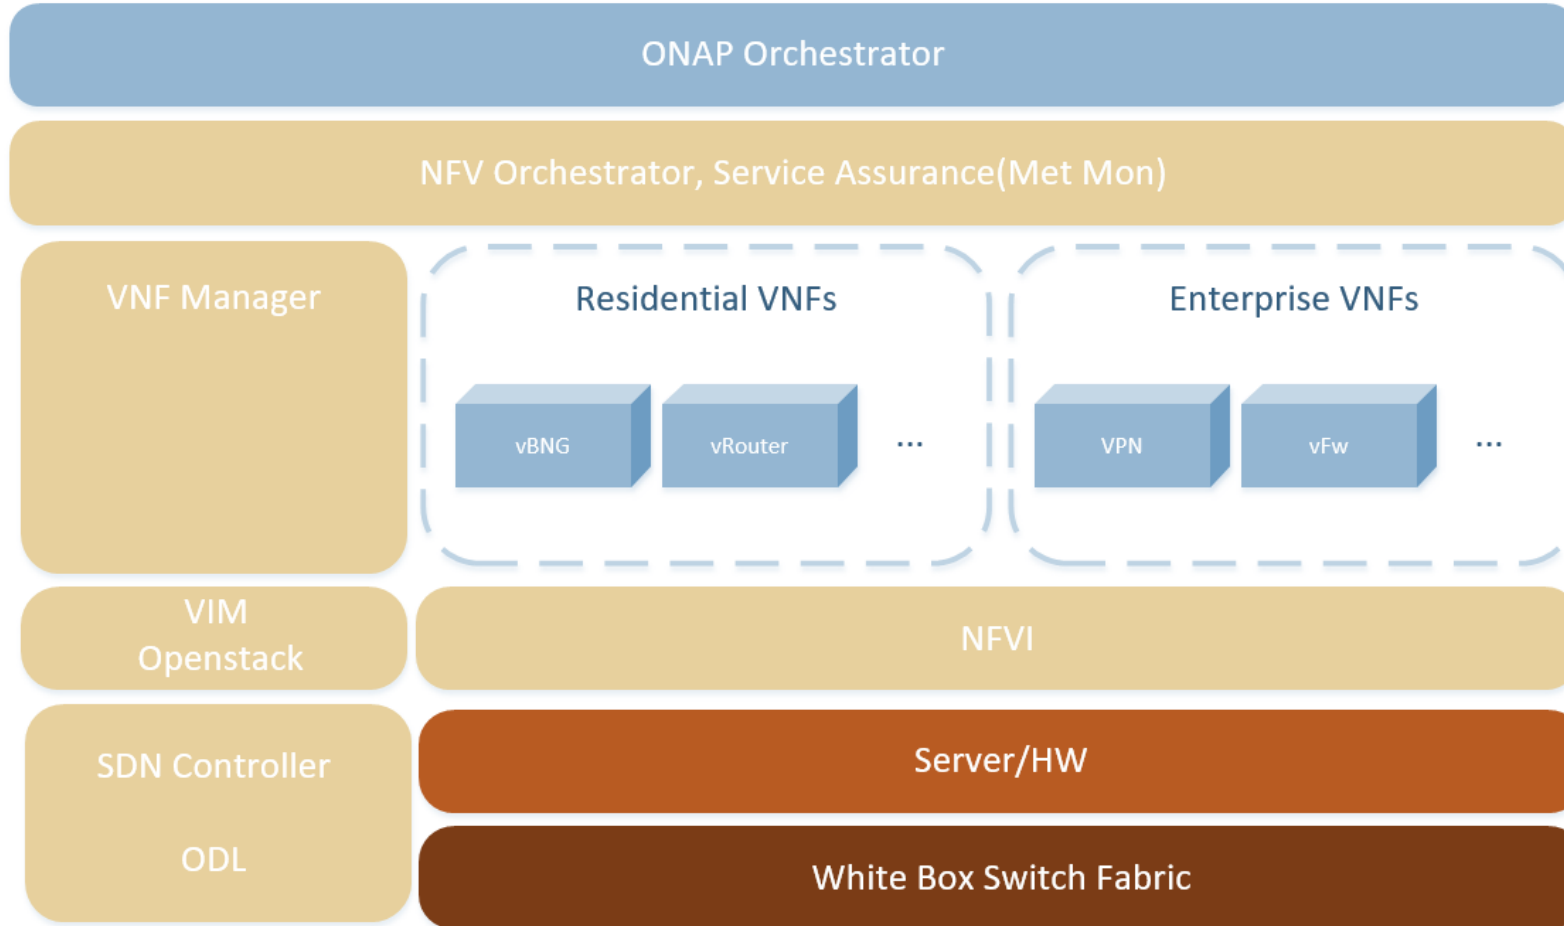 ONAP Orchestrator
NFV Orchestrator, Service Assurance(Met Mon)
VNF Manager
Residential VNFs
vBNG
vRouter
...
Enterprise VNFs
VPN
vFw
...
VIM
Openstack
NFVI
SDN Controller
ODL
Server/HW
White Box Switch Fabric